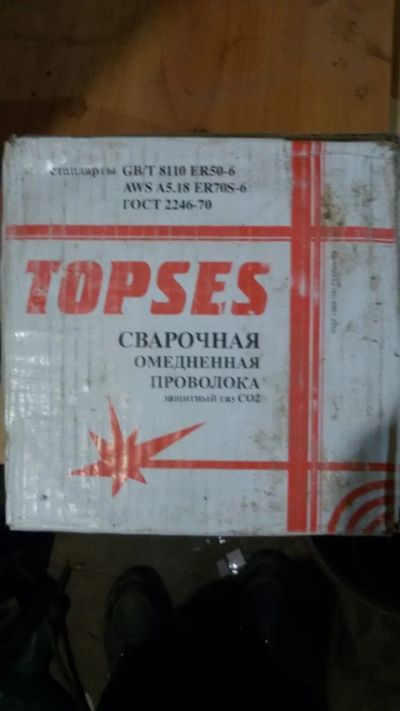 стандарты GB/T 8110 ER50-6
AWS A5.18 ER70S-6
ГОСТ 2246-70
TOPSES
СВАРОЧНАЯ
ОМЕДНЕННАЯ
ПРОВОЛОКА
защитный газ CO2